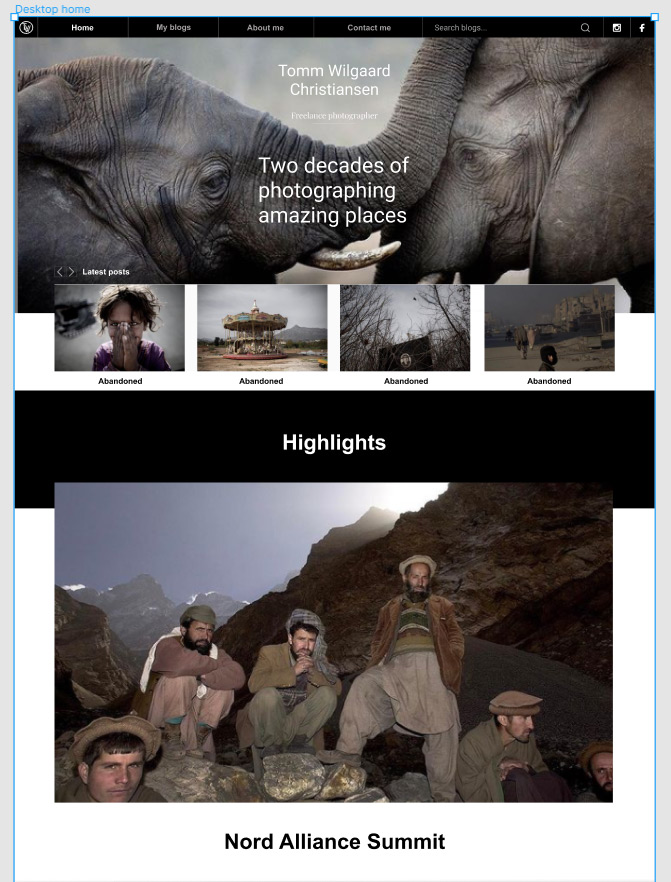 Desktop home
Home My blogs About me Contact me Search blogs...
Tomm Wilgaard
Christiansen
Freelance photographer
Two decades of
photographing
amazing places
Latest posts
Abandoned Abandoned Abandoned Abandoned
Highlights
Nord Alliance Summit